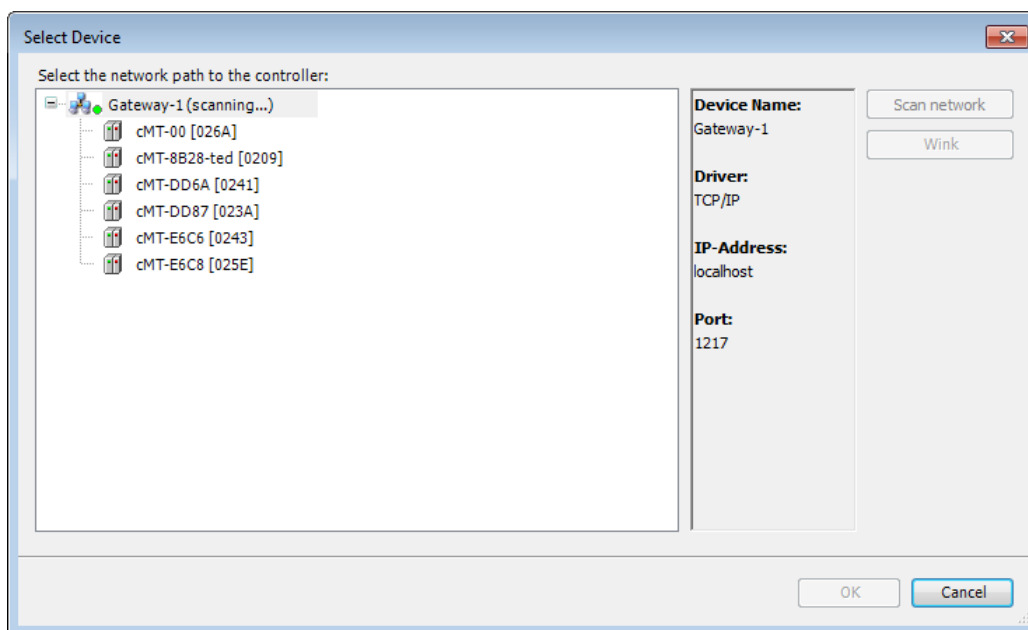 Select Device
Select the network path to the controller:
Gateway-1 (scanning...)
cMT-00 [026A]
cMT-8B28-ted [0209]
cMT-DD6A [0241]
cMT-DD87 [023A]
cMT-E6C6 [0243]
cMT-E6C8 [025E]
Device Name:
Gateway-1
Driver:
TCP/IP
IP-Address:
localhost
Port:
1217
Scan network
Wink
OK
Cancel